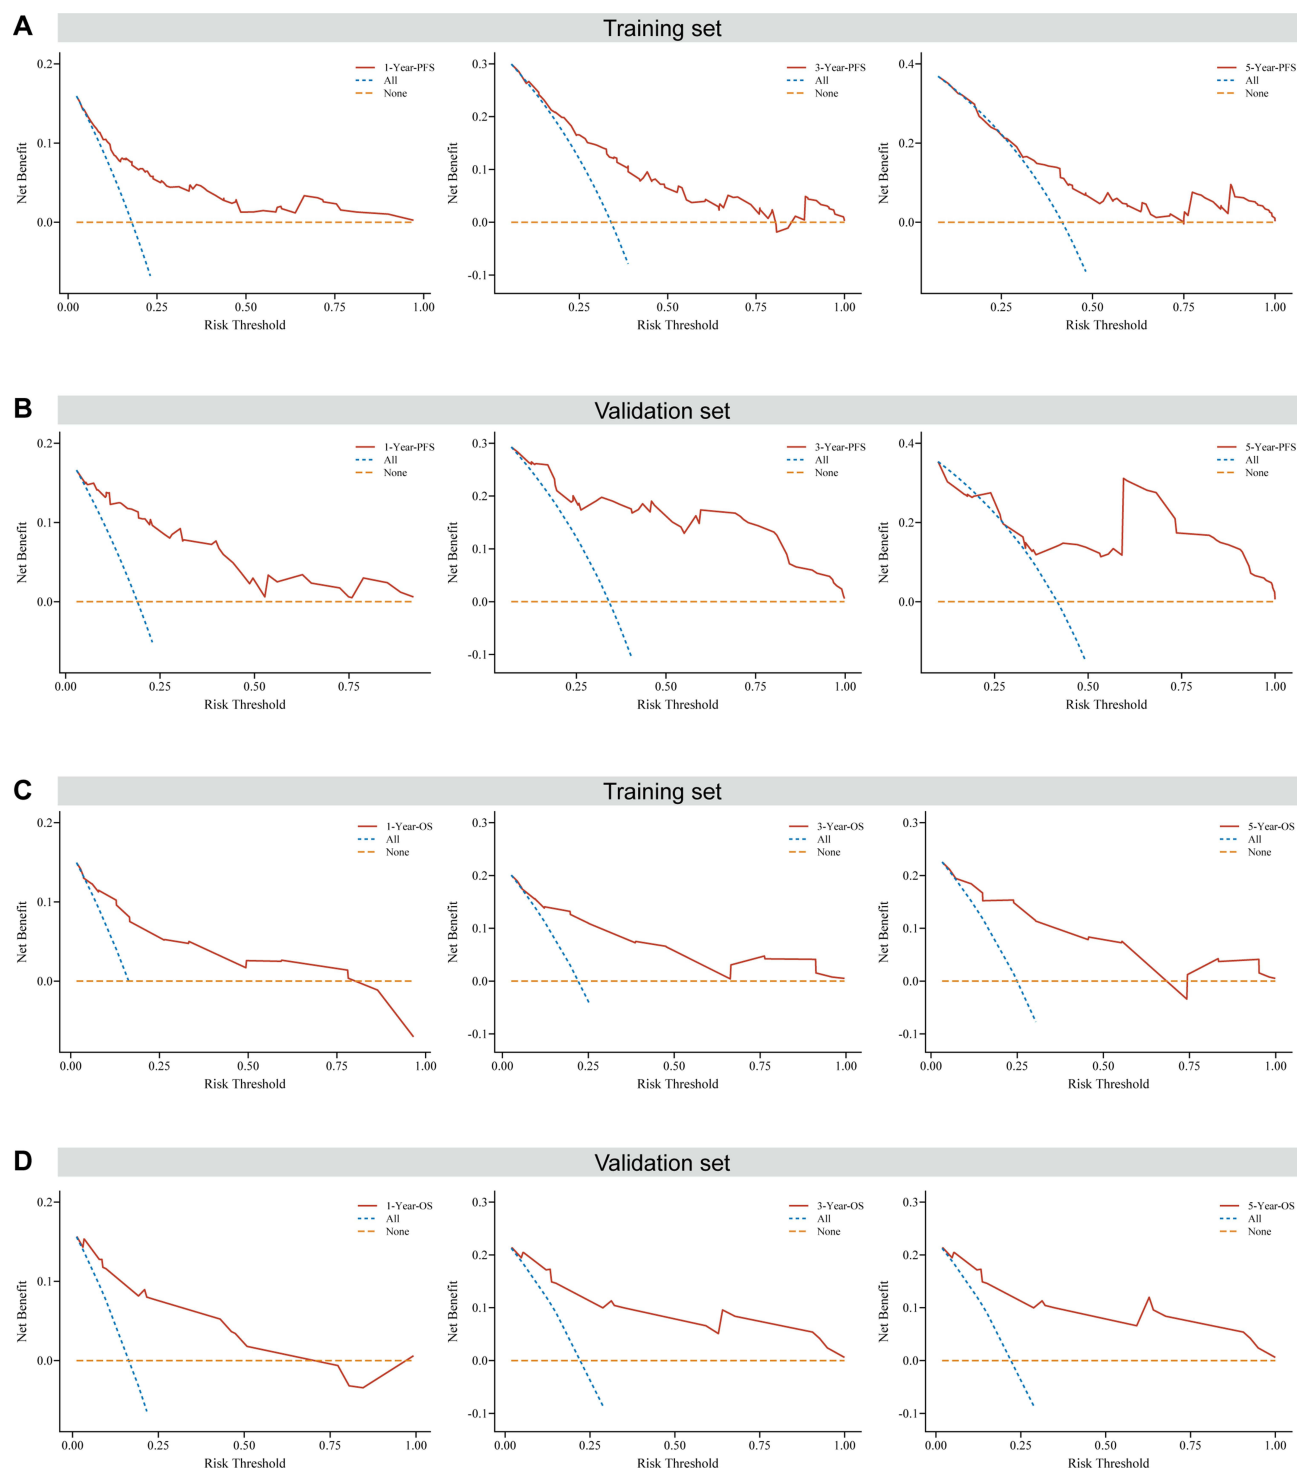 A
Training set
1-Year-PFS
All
None
0.2
0.1
0.0
Net Benefit
0.00 0.25 0.50 0.75 1.00
Risk Threshold
3-Year-PFS
All
None
0.3
0.2
0.1
0.0
-0.1
Net Benefit
0.25 0.50 0.75 1.00
Risk Threshold
5-Year-PFS
All
None
0.4
0.2
0.0
Net Benefit
0.25 0.50 0.75 1.00
Risk Threshold
B
Validation set
1-Year-PFS
All
None
0.2
0.1
0.0
Net Benefit
0.00 0.25 0.50 0.75
Risk Threshold
3-Year-PFS
All
None
0.3
0.2
0.1
0.0
-0.1
Net Benefit
0.25 0.50 0.75 1.00
Risk Threshold
5-Year-PFS
All
None
0.4
0.2
0.0
Net Benefit
0.25 0.50 0.75 1.00
Risk Threshold
C
Training set
1-Year-OS
All
None
0.2
0.1
0.0
Net Benefit
0.00 0.25 0.50 0.75 1.00
Risk Threshold
3-Year-OS
All
None
0.3
0.2
0.1
0.0
-0.1
Net Benefit
0.00 0.25 0.50 0.75 1.00
Risk Threshold
5-Year-OS
All
None
0.3
0.2
0.1
0.0
-0.1
Net Benefit
0.00 0.25 0.50 0.75 1.00
Risk Threshold
D
Validation set
1-Year-OS
All
None
0.2
0.1
0.0
Net Benefit
0.00 0.25 0.50 0.75 1.00
Risk Threshold
3-Year-OS
All
None
0.3
0.2
0.1
0.0
-0.1
Net Benefit
0.00 0.25 0.50 0.75 1.00
Risk Threshold
5-Year-OS
All
None
0.3
0.2
0.1
0.0
-0.1
Net Benefit
0.00 0.25 0.50 0.75 1.00
Risk Threshold